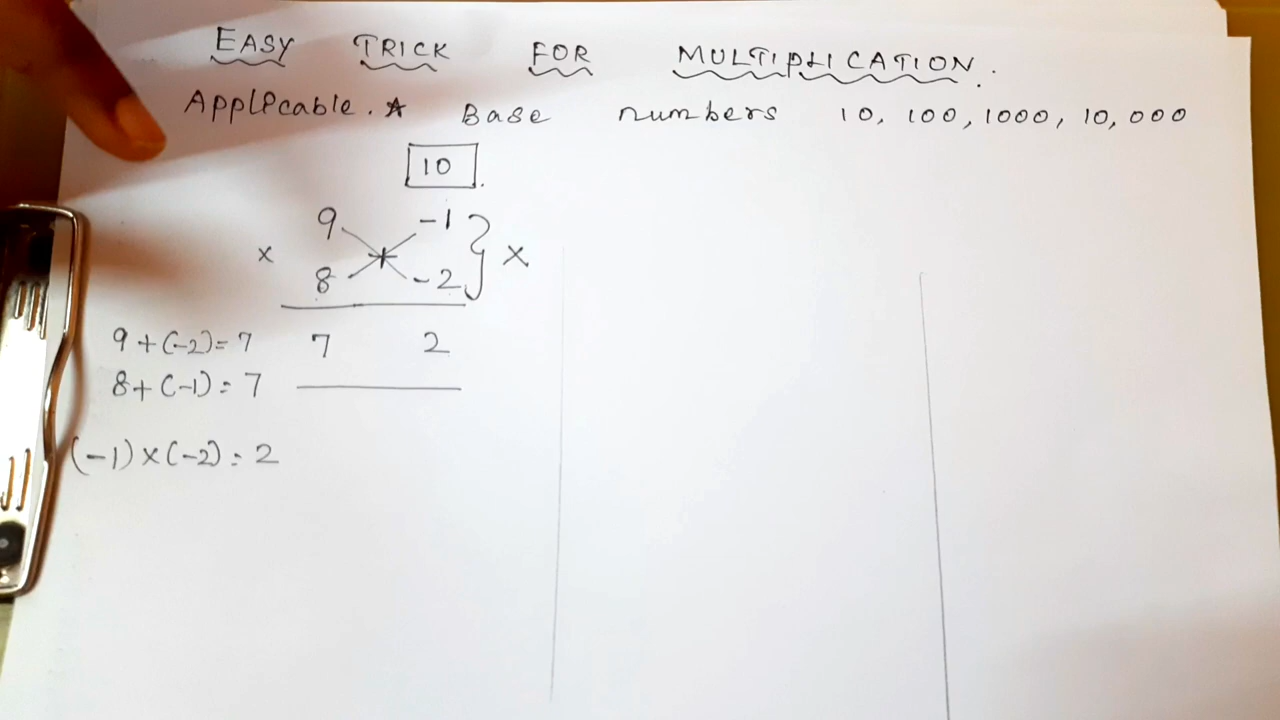 EASY TRICK FOR MULTIPLICATION.
Applicable. ★ Base numbers 10, 100, 1000, 10,000
10.
9 -1
× ×
8 -2
9 + (-2) = 7 7 2
8 + (-1) = 7
(-1) × (-2) = 2